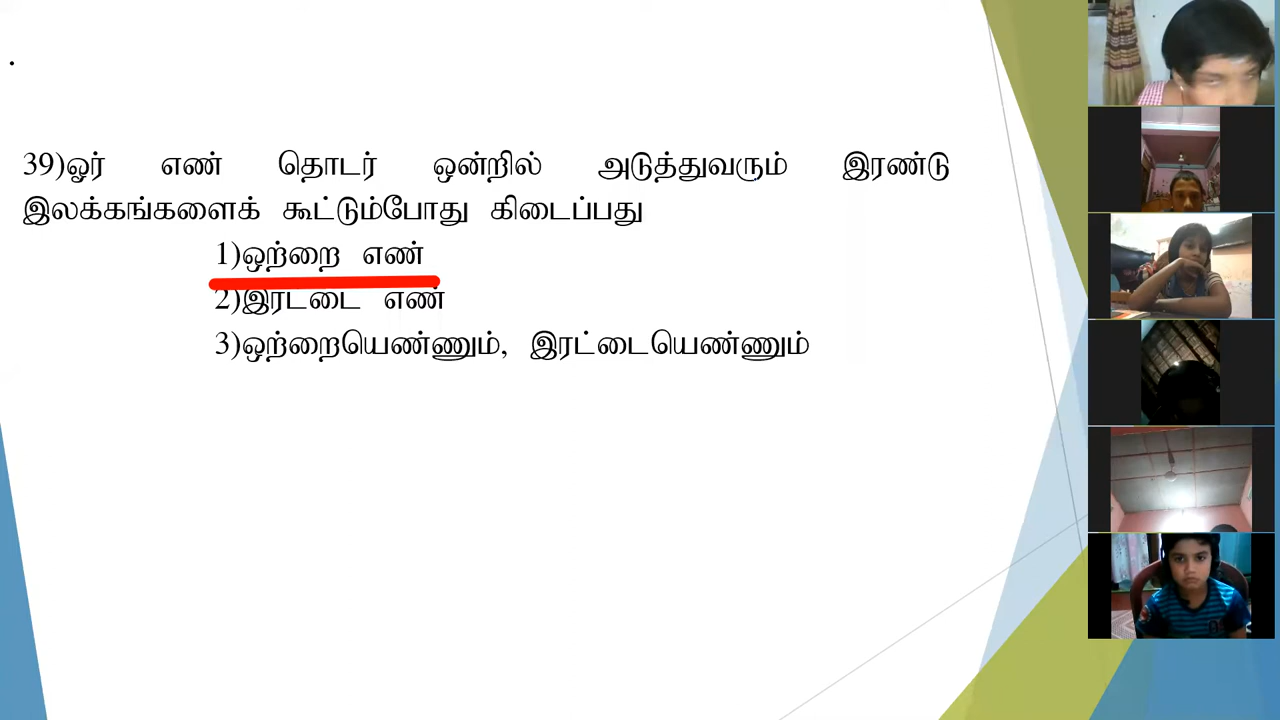 .
39)ஓர் எண் தொடர் ஒன்றில் அடுத்துவரும் இரண்டு
இலக்கங்களைக் கூட்டும்போது கிடைப்பது
1)ஒற்றை எண்
2)இரட்டை எண்
3)ஒற்றையெண்ணும், இரட்டையெண்ணும்